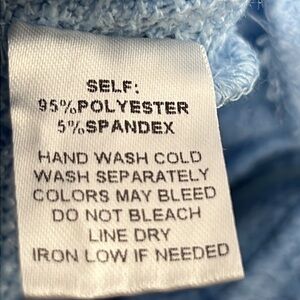 SELF:
95%POLYESTER
5%SPANDEX
HAND WASH COLD
WASH SEPARATELY
COLORS MAY BLEED
DO NOT BLEACH
LINE DRY
IRON LOW IF NEEDED